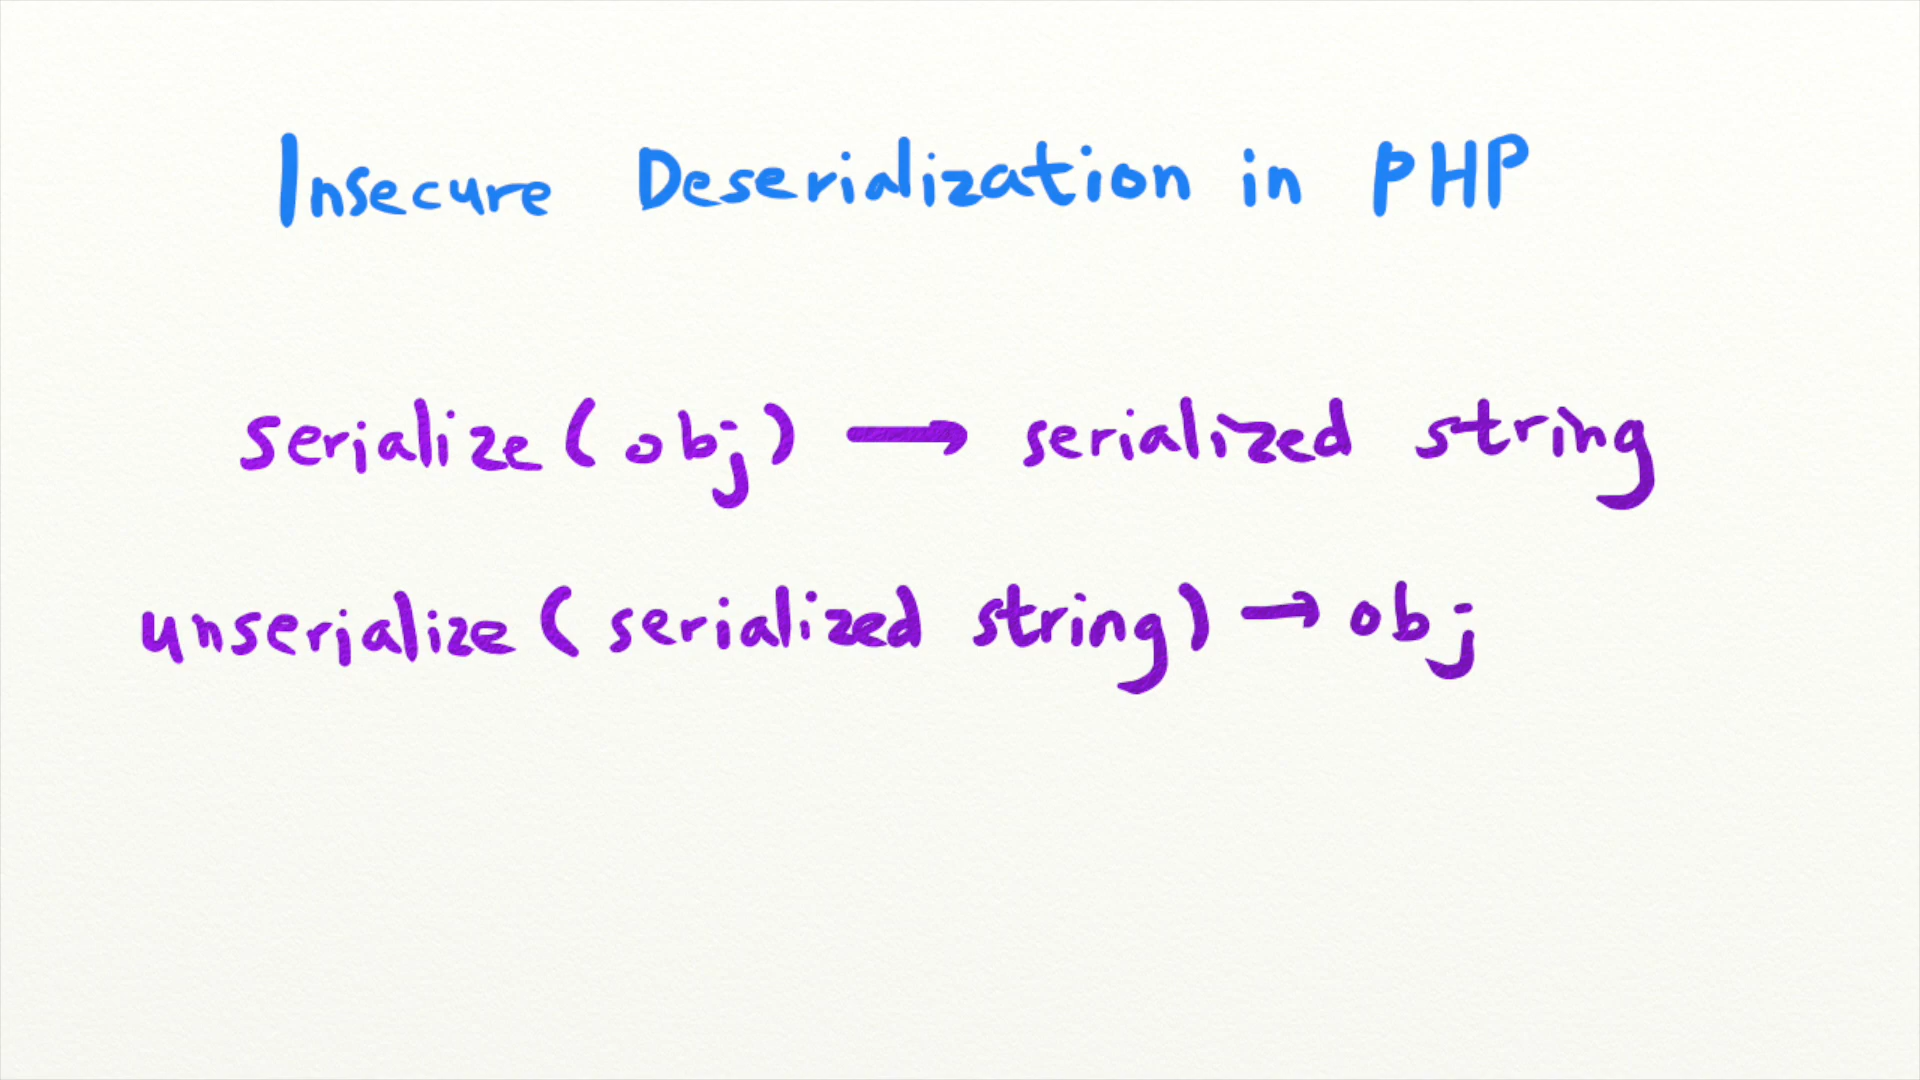 Insecure Deserialization in PHP
serialize(obj) → serialized string
unserialize(serialized string) → obj